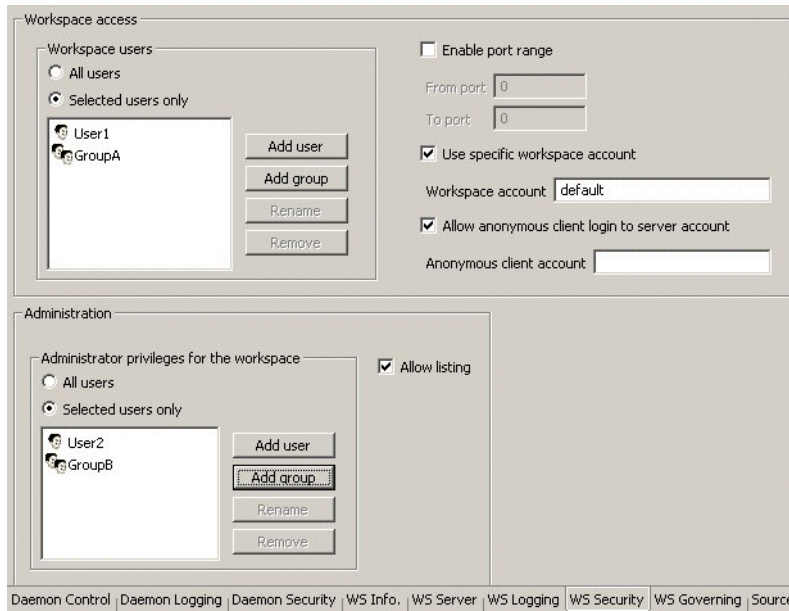 Workspace access
Workspace users
All users
Selected users only
User1
GroupA
Add user
Add group
Rename
Remove
Enable port range
From port 0
To port 0
Use specific workspace account
Workspace account default
Allow anonymous client login to server account
Anonymous client account
Administration
Administrator privileges for the workspace
All users
Selected users only
User2
GroupB
Add user
Add group
Rename
Remove
Allow listing
Daemon Control Daemon Logging Daemon Security WS Info. WS Server WS Logging WS Security WS Governing Source